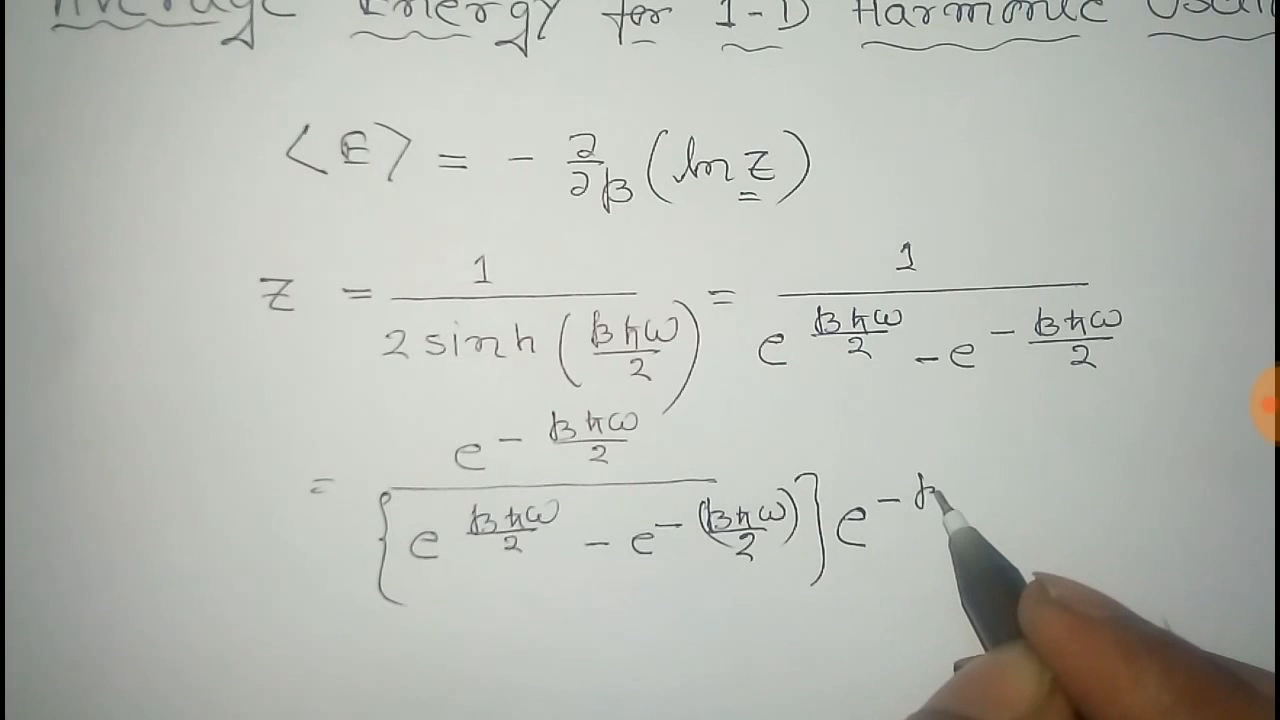 Average Energy for 1-D Harmonic
⟨E⟩ = - ∂/∂β (ln Z)
Z = 1 / 2 sinh (βħω/2) = 1 / e^{βħω/2} - e^{-βħω/2}
= e^{-βħω/2} / {e^{βħω/2} - e^{-(βħω/2)}} e^{-β